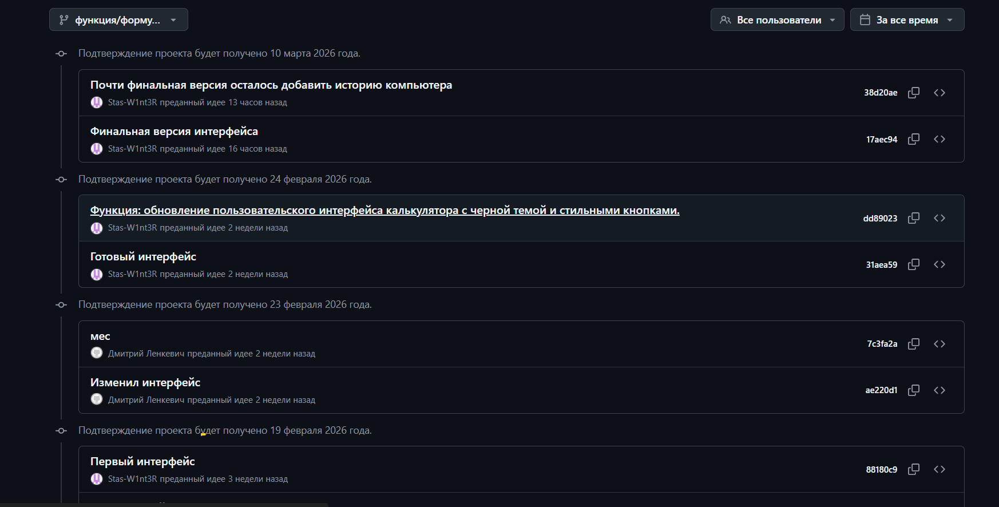 функция/форму...
Все пользователи
За все время
Подтверждение проекта будет получено 10 марта 2026 года.
Почти финальная версия осталось добавить историю компьютера
38d20ae
Stas-W1nt3R преданный идее 13 часов назад
Финальная версия интерфейса
17aec94
Stas-W1nt3R преданный идее 16 часов назад
Подтверждение проекта будет получено 24 февраля 2026 года.
Функция: обновление пользовательского интерфейса калькулятора с черной темой и стильными кнопками.
dd89023
Stas-W1nt3R преданный идее 2 недели назад
Готовый интерфейс
31aea59
Stas-W1nt3R преданный идее 2 недели назад
Подтверждение проекта будет получено 23 февраля 2026 года.
мес
7c3fa2a
Дмитрий Ленкевич преданный идее 2 недели назад
Изменил интерфейс
ae220d1
Дмитрий Ленкевич преданный идее 2 недели назад
Подтверждение проекта будет получено 19 февраля 2026 года.
Первый интерфейс
88180c9
Stas-W1nt3R преданный идее 3 недели назад